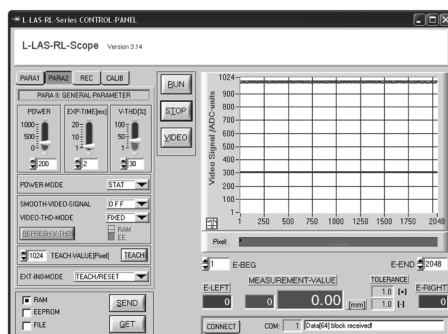 L-LAS-RL-Series CONTROL-PANEL
L-LAS-RL-Scope Version 3.14
PARA1 PARA2 REC CALIB
PARA II: GENERAL-PARAMETER
POWER EXP-TIME[ms] V-THD[%]
1000 20 100
500 10 50
0 1 1
200 2 30
POWER-MODE STAT
SMOOTH-VIDEO-SIGNAL OFF
VIDEO-THD-MODE FIXED
REFRESH V-THD RAM
EE
1024 TEACH-VALUE[Pixel] TEACH
EXT-IN0-MODE TEACH/RESET
RAM
EEPROM
FILE
SEND
GET
RUN
STOP
VIDEO
Video Signal /ADC-units
1024
900
800
700
600
500
400
300
200
100
1
1 250 500 750 1000 1250 1500 1750 2048
Pixel
1 E-BEG E-END 2048
E-LEFT MEASUREMENT-VALUE TOLERANCE E-RIGHT
0 0 0.00 [mm] 1.0 [+] 0
1.0 [-]
CONNECT COM: 1 Data[64] block received!